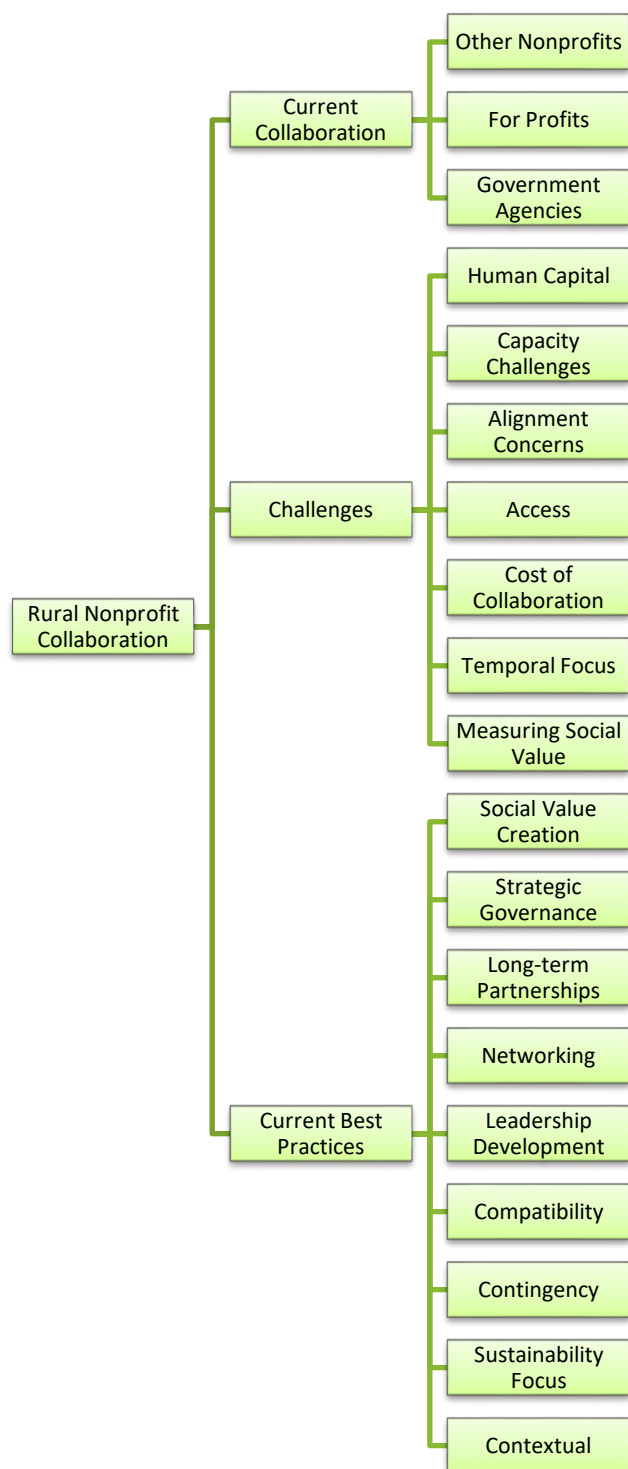 Other Nonprofits
Current
Collaboration
For Profits
Government
Agencies
Human Capital
Capacity
Challenges
Alignment
Concerns
Challenges
Access
Cost of
Collaboration
Rural Nonprofit
Collaboration
Temporal Focus
Measuring Social
Value
Social Value
Creation
Strategic
Governance
Long-term
Partnerships
Networking
Current Best
Practices
Leadership
Development
Compatibility
Contingency
Sustainability
Focus
Contextual